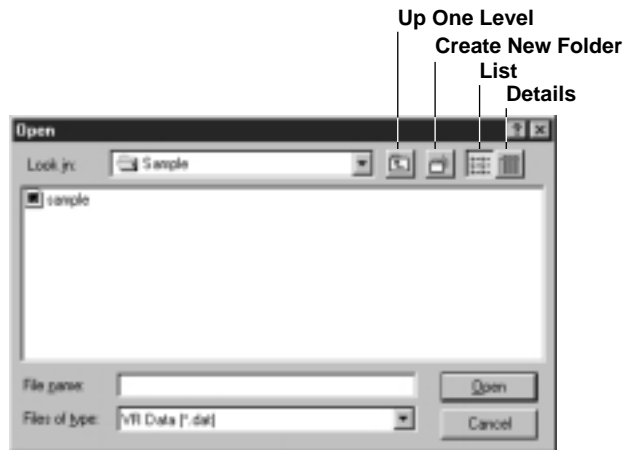 Up One Level
Create New Folder
List
Details
Open
Look in: Sample
sample
File name: Open
Files of type: VR Data (*.dat) Cancel